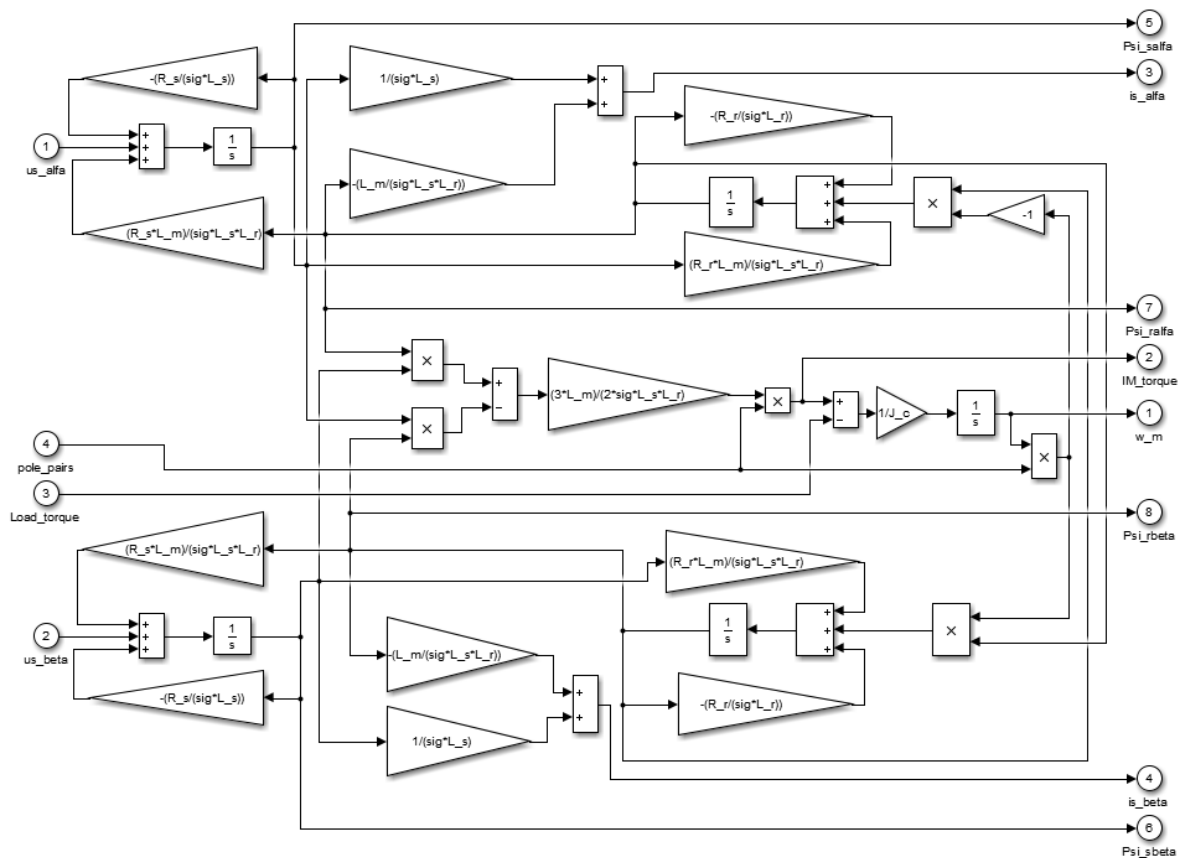 5
Psi_salfa
-(R_s/(sig*L_s))
1/(sig*L_s)
+
+
3
is_alfa
-(R_r/(sig*L_r))
1
us_alfa
+
+
+
1
s
-(L_m/(sig*L_s*L_r))
1
s
+
+
+
×
-1
(R_s*L_m)/(sig*L_s*L_r)
(R_r*L_m)/(sig*L_s*L_r)
7
Psi_ralfa
×
+
−
(3*L_m)/(2*sig*L_s*L_r)
×
2
IM_torque
×
+
−
1/J_c
1
s
1
w_m
4
pole_pairs
×
3
Load_torque
8
Psi_rbeta
(R_s*L_m)/(sig*L_s*L_r)
(R_r*L_m)/(sig*L_s*L_r)
2
us_beta
+
+
+
1
s
1
s
+
+
+
×
-(L_m/(sig*L_s*L_r))
-(R_s/(sig*L_s))
+
+
-(R_r/(sig*L_r))
1/(sig*L_s)
4
is_beta
6
Psi_sbeta